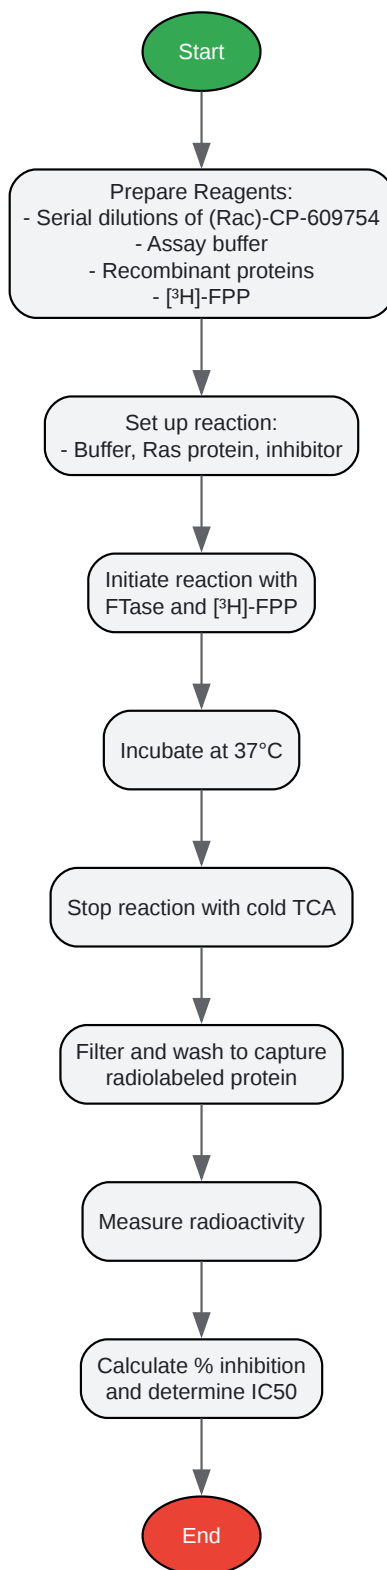 Start
Prepare Reagents:
- Serial dilutions of (Rac)-CP-609754
- Assay buffer
- Recombinant proteins
- [³H]-FPP
Set up reaction:
- Buffer, Ras protein, inhibitor
Initiate reaction with
FTase and [³H]-FPP
Incubate at 37°C
Stop reaction with cold TCA
Filter and wash to capture
radiolabeled protein
Measure radioactivity
Calculate % inhibition
and determine IC50
End